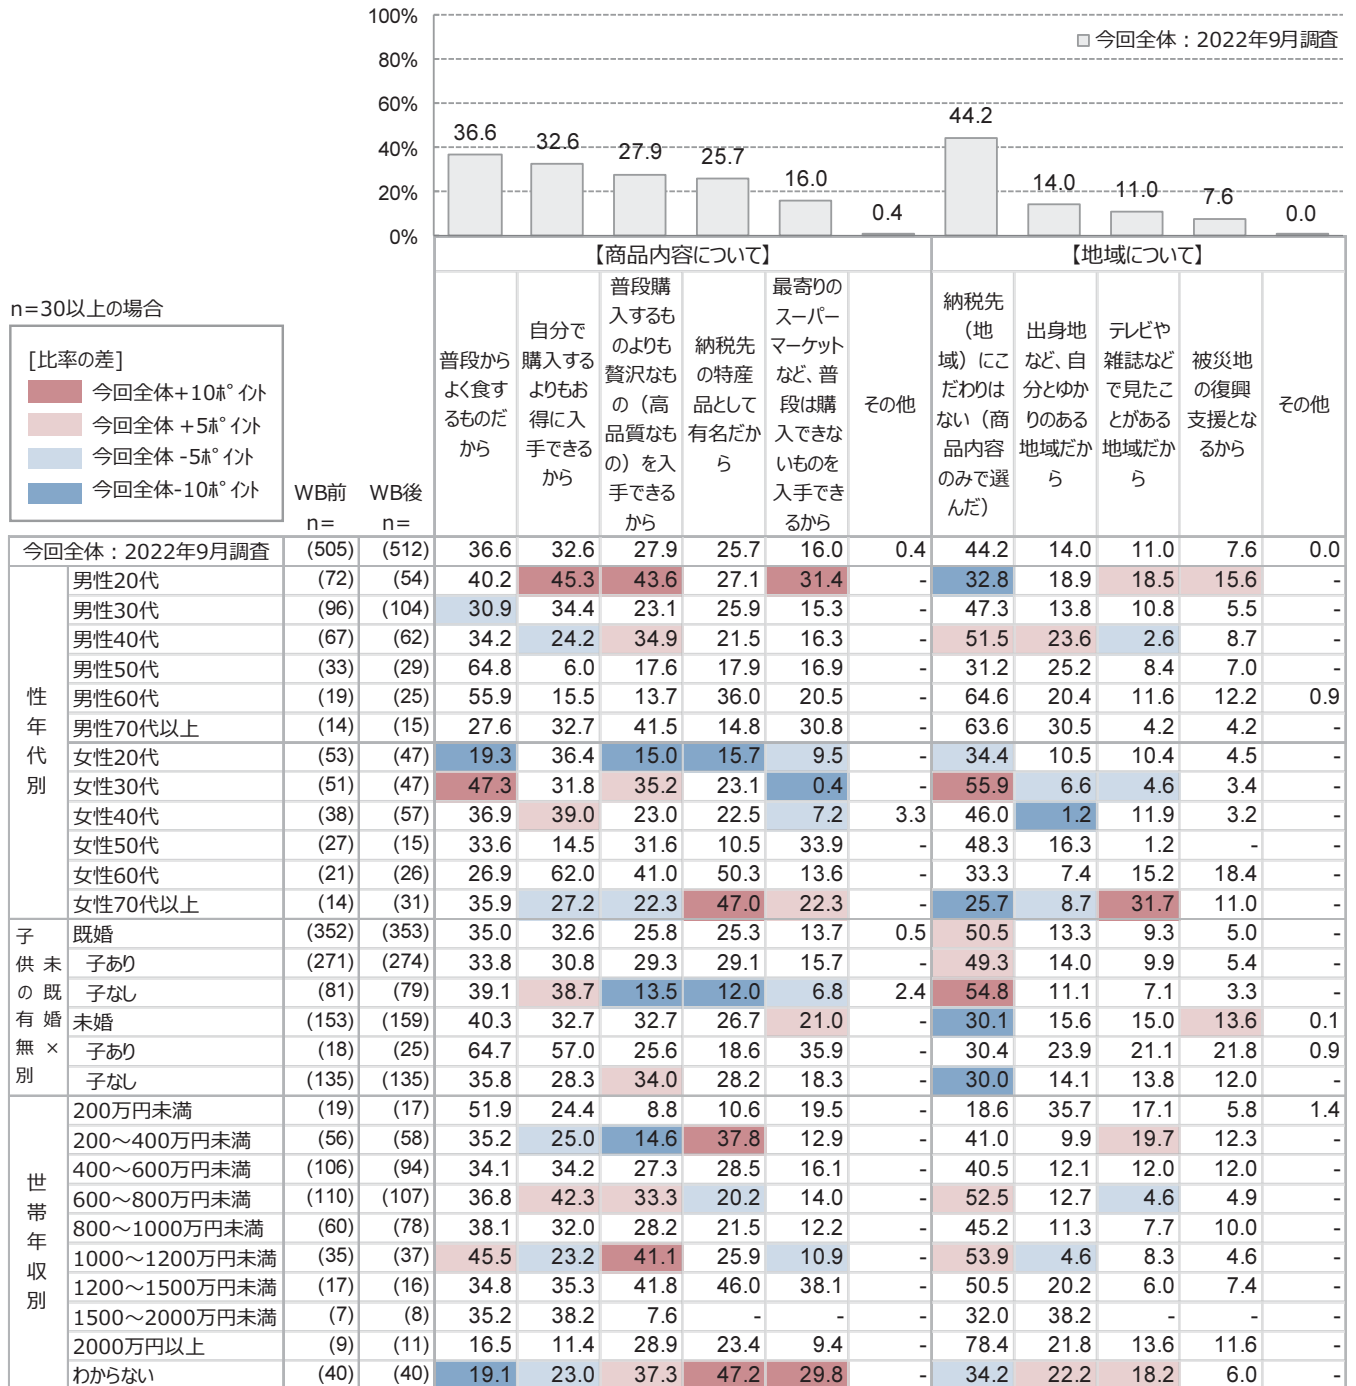 100%
80%
60%
40%
20%
0%
今回全体：2022年9月調査
36.6 32.6 27.9 25.7 16.0 0.4 44.2 14.0 11.0 7.6 0.0
【商品内容について】 【地域について】
n=30以上の場合
[比率の差]
今回全体+10ﾎﾟｲﾝﾄ
今回全体 +5ﾎﾟｲﾝﾄ
今回全体 -5ﾎﾟｲﾝﾄ
今回全体-10ﾎﾟｲﾝﾄ
WB前
n=
WB後
n=
普段から
よく食す
るものだ
から
自分で
購入する
よりもお
得に入
手できる
から
普段購
入するも
のよりも
贅沢なも
の（高
品質なも
の）を入
手できる
から
納税先
の特産
品として
有名だか
ら
最寄りの
スーパー
マーケット
など、普
段は購
入できな
いものを
入手でき
るから
その他
納税先
（地
域）にこ
だわりは
ない（商
品内容
のみで選
んだ）
出身地
など、自
分とゆか
りのある
地域だか
ら
テレビや
雑誌など
で見たこ
とがある
地域だか
ら
被災地
の復興
支援とな
るから
その他
今回全体：2022年9月調査 (505) (512) 36.6 32.6 27.9 25.7 16.0 0.4 44.2 14.0 11.0 7.6 0.0
性年代別
男性20代 (72) (54) 40.2 45.3 43.6 27.1 31.4 - 32.8 18.9 18.5 15.6 -
男性30代 (96) (104) 30.9 34.4 23.1 25.9 15.3 - 47.3 13.8 10.8 5.5 -
男性40代 (67) (62) 34.2 24.2 34.9 21.5 16.3 - 51.5 23.6 2.6 8.7 -
男性50代 (33) (29) 64.8 6.0 17.6 17.9 16.9 - 31.2 25.2 8.4 7.0 -
男性60代 (19) (25) 55.9 15.5 13.7 36.0 20.5 - 64.6 20.4 11.6 12.2 0.9
男性70代以上 (14) (15) 27.6 32.7 41.5 14.8 30.8 - 63.6 30.5 4.2 4.2 -
女性20代 (53) (47) 19.3 36.4 15.0 15.7 9.5 - 34.4 10.5 10.4 4.5 -
女性30代 (51) (47) 47.3 31.8 35.2 23.1 0.4 - 55.9 6.6 4.6 3.4 -
女性40代 (38) (57) 36.9 39.0 23.0 22.5 7.2 3.3 46.0 1.2 11.9 3.2 -
女性50代 (27) (15) 33.6 14.5 31.6 10.5 33.9 - 48.3 16.3 1.2 - -
女性60代 (21) (26) 26.9 62.0 41.0 50.3 13.6 - 33.3 7.4 15.2 18.4 -
女性70代以上 (14) (31) 35.9 27.2 22.3 47.0 22.3 - 25.7 8.7 31.7 11.0 -
未既婚×
子供の有無別
既婚 (352) (353) 35.0 32.6 25.8 25.3 13.7 0.5 50.5 13.3 9.3 5.0 -
子あり (271) (274) 33.8 30.8 29.3 29.1 15.7 - 49.3 14.0 9.9 5.4 -
子なし (81) (79) 39.1 38.7 13.5 12.0 6.8 2.4 54.8 11.1 7.1 3.3 -
未婚 (153) (159) 40.3 32.7 32.7 26.7 21.0 - 30.1 15.6 15.0 13.6 0.1
子あり (18) (25) 64.7 57.0 25.6 18.6 35.9 - 30.4 23.9 21.1 21.8 0.9
子なし (135) (135) 35.8 28.3 34.0 28.2 18.3 - 30.0 14.1 13.8 12.0 -
世帯年収別
200万円未満 (19) (17) 51.9 24.4 8.8 10.6 19.5 - 18.6 35.7 17.1 5.8 1.4
200～400万円未満 (56) (58) 35.2 25.0 14.6 37.8 12.9 - 41.0 9.9 19.7 12.3 -
400～600万円未満 (106) (94) 34.1 34.2 27.3 28.5 16.1 - 40.5 12.1 12.0 12.0 -
600～800万円未満 (110) (107) 36.8 42.3 33.3 20.2 14.0 - 52.5 12.7 4.6 4.9 -
800～1000万円未満 (60) (78) 38.1 32.0 28.2 21.5 12.2 - 45.2 11.3 7.7 10.0 -
1000～1200万円未満 (35) (37) 45.5 23.2 41.1 25.9 10.9 - 53.9 4.6 8.3 4.6 -
1200～1500万円未満 (17) (16) 34.8 35.3 41.8 46.0 38.1 - 50.5 20.2 6.0 7.4 -
1500～2000万円未満 (7) (8) 35.2 38.2 7.6 - - - 32.0 38.2 - - -
2000万円以上 (9) (11) 16.5 11.4 28.9 23.4 9.4 - 78.4 21.8 13.6 11.6 -
わからない (40) (40) 19.1 23.0 37.3 47.2 29.8 - 34.2 22.2 18.2 6.0 -